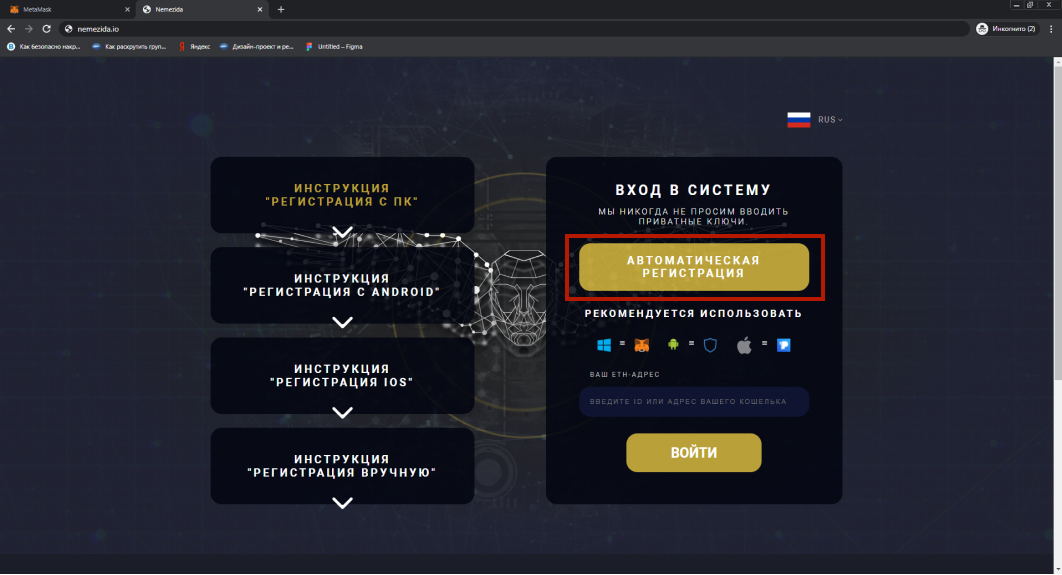 MetaMask
Nemezida
nemezida.io
Инкогнито (2)
Как безопасно накр...
Как раскрутить груп...
Яндекс
Дизайн-проект и ре...
Untitled – Figma
RUS
ИНСТРУКЦИЯ
"РЕГИСТРАЦИЯ С ПК"
ИНСТРУКЦИЯ
"РЕГИСТРАЦИЯ С ANDROID"
ИНСТРУКЦИЯ
"РЕГИСТРАЦИЯ IOS"
ИНСТРУКЦИЯ
"РЕГИСТРАЦИЯ ВРУЧНУЮ"
ВХОД В СИСТЕМУ
МЫ НИКОГДА НЕ ПРОСИМ ВВОДИТЬ
ПРИВАТНЫЕ КЛЮЧИ.
АВТОМАТИЧЕСКАЯ
РЕГИСТРАЦИЯ
РЕКОМЕНДУЕТСЯ ИСПОЛЬЗОВАТЬ
= = =
ВАШ ETH-АДРЕС
ВВЕДИТЕ ID ИЛИ АДРЕС ВАШЕГО КОШЕЛЬКА
ВОЙТИ